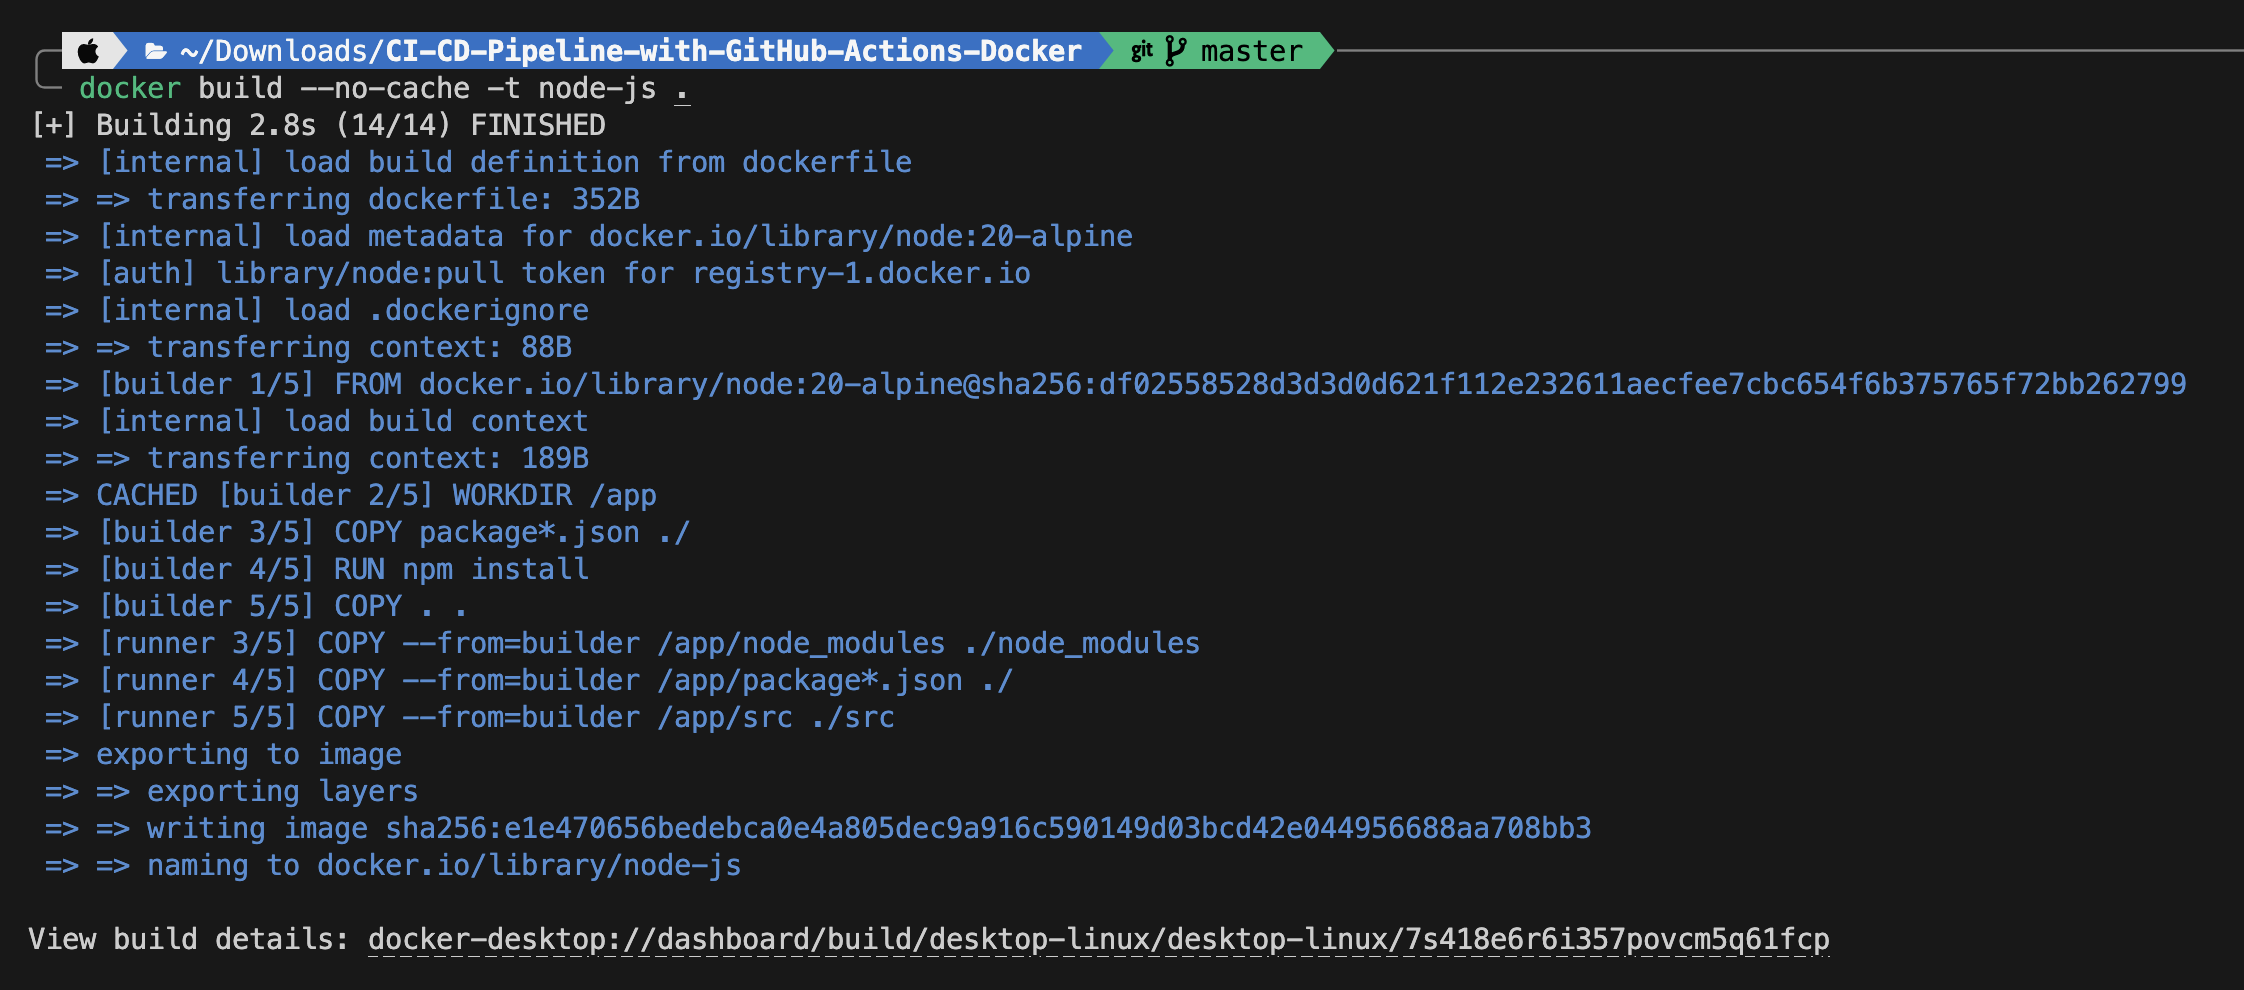 ~/Downloads/CI-CD-Pipeline-with-GitHub-Actions-Docker git master
docker build --no-cache -t node-js .
[+] Building 2.8s (14/14) FINISHED
=> [internal] load build definition from dockerfile
=> => transferring dockerfile: 352B
=> [internal] load metadata for docker.io/library/node:20-alpine
=> [auth] library/node:pull token for registry-1.docker.io
=> [internal] load .dockerignore
=> => transferring context: 88B
=> [builder 1/5] FROM docker.io/library/node:20-alpine@sha256:df02558528d3d3d0d621f112e232611aecfee7cbc654f6b375765f72bb262799
=> [internal] load build context
=> => transferring context: 189B
=> CACHED [builder 2/5] WORKDIR /app
=> [builder 3/5] COPY package*.json ./
=> [builder 4/5] RUN npm install
=> [builder 5/5] COPY . .
=> [runner 3/5] COPY --from=builder /app/node_modules ./node_modules
=> [runner 4/5] COPY --from=builder /app/package*.json ./
=> [runner 5/5] COPY --from=builder /app/src ./src
=> exporting to image
=> => exporting layers
=> => writing image sha256:e1e470656bedebca0e4a805dec9a916c590149d03bcd42e044956688aa708bb3
=> => naming to docker.io/library/node-js
View build details: docker-desktop://dashboard/build/desktop-linux/desktop-linux/7s418e6r6i357povcm5q61fcp